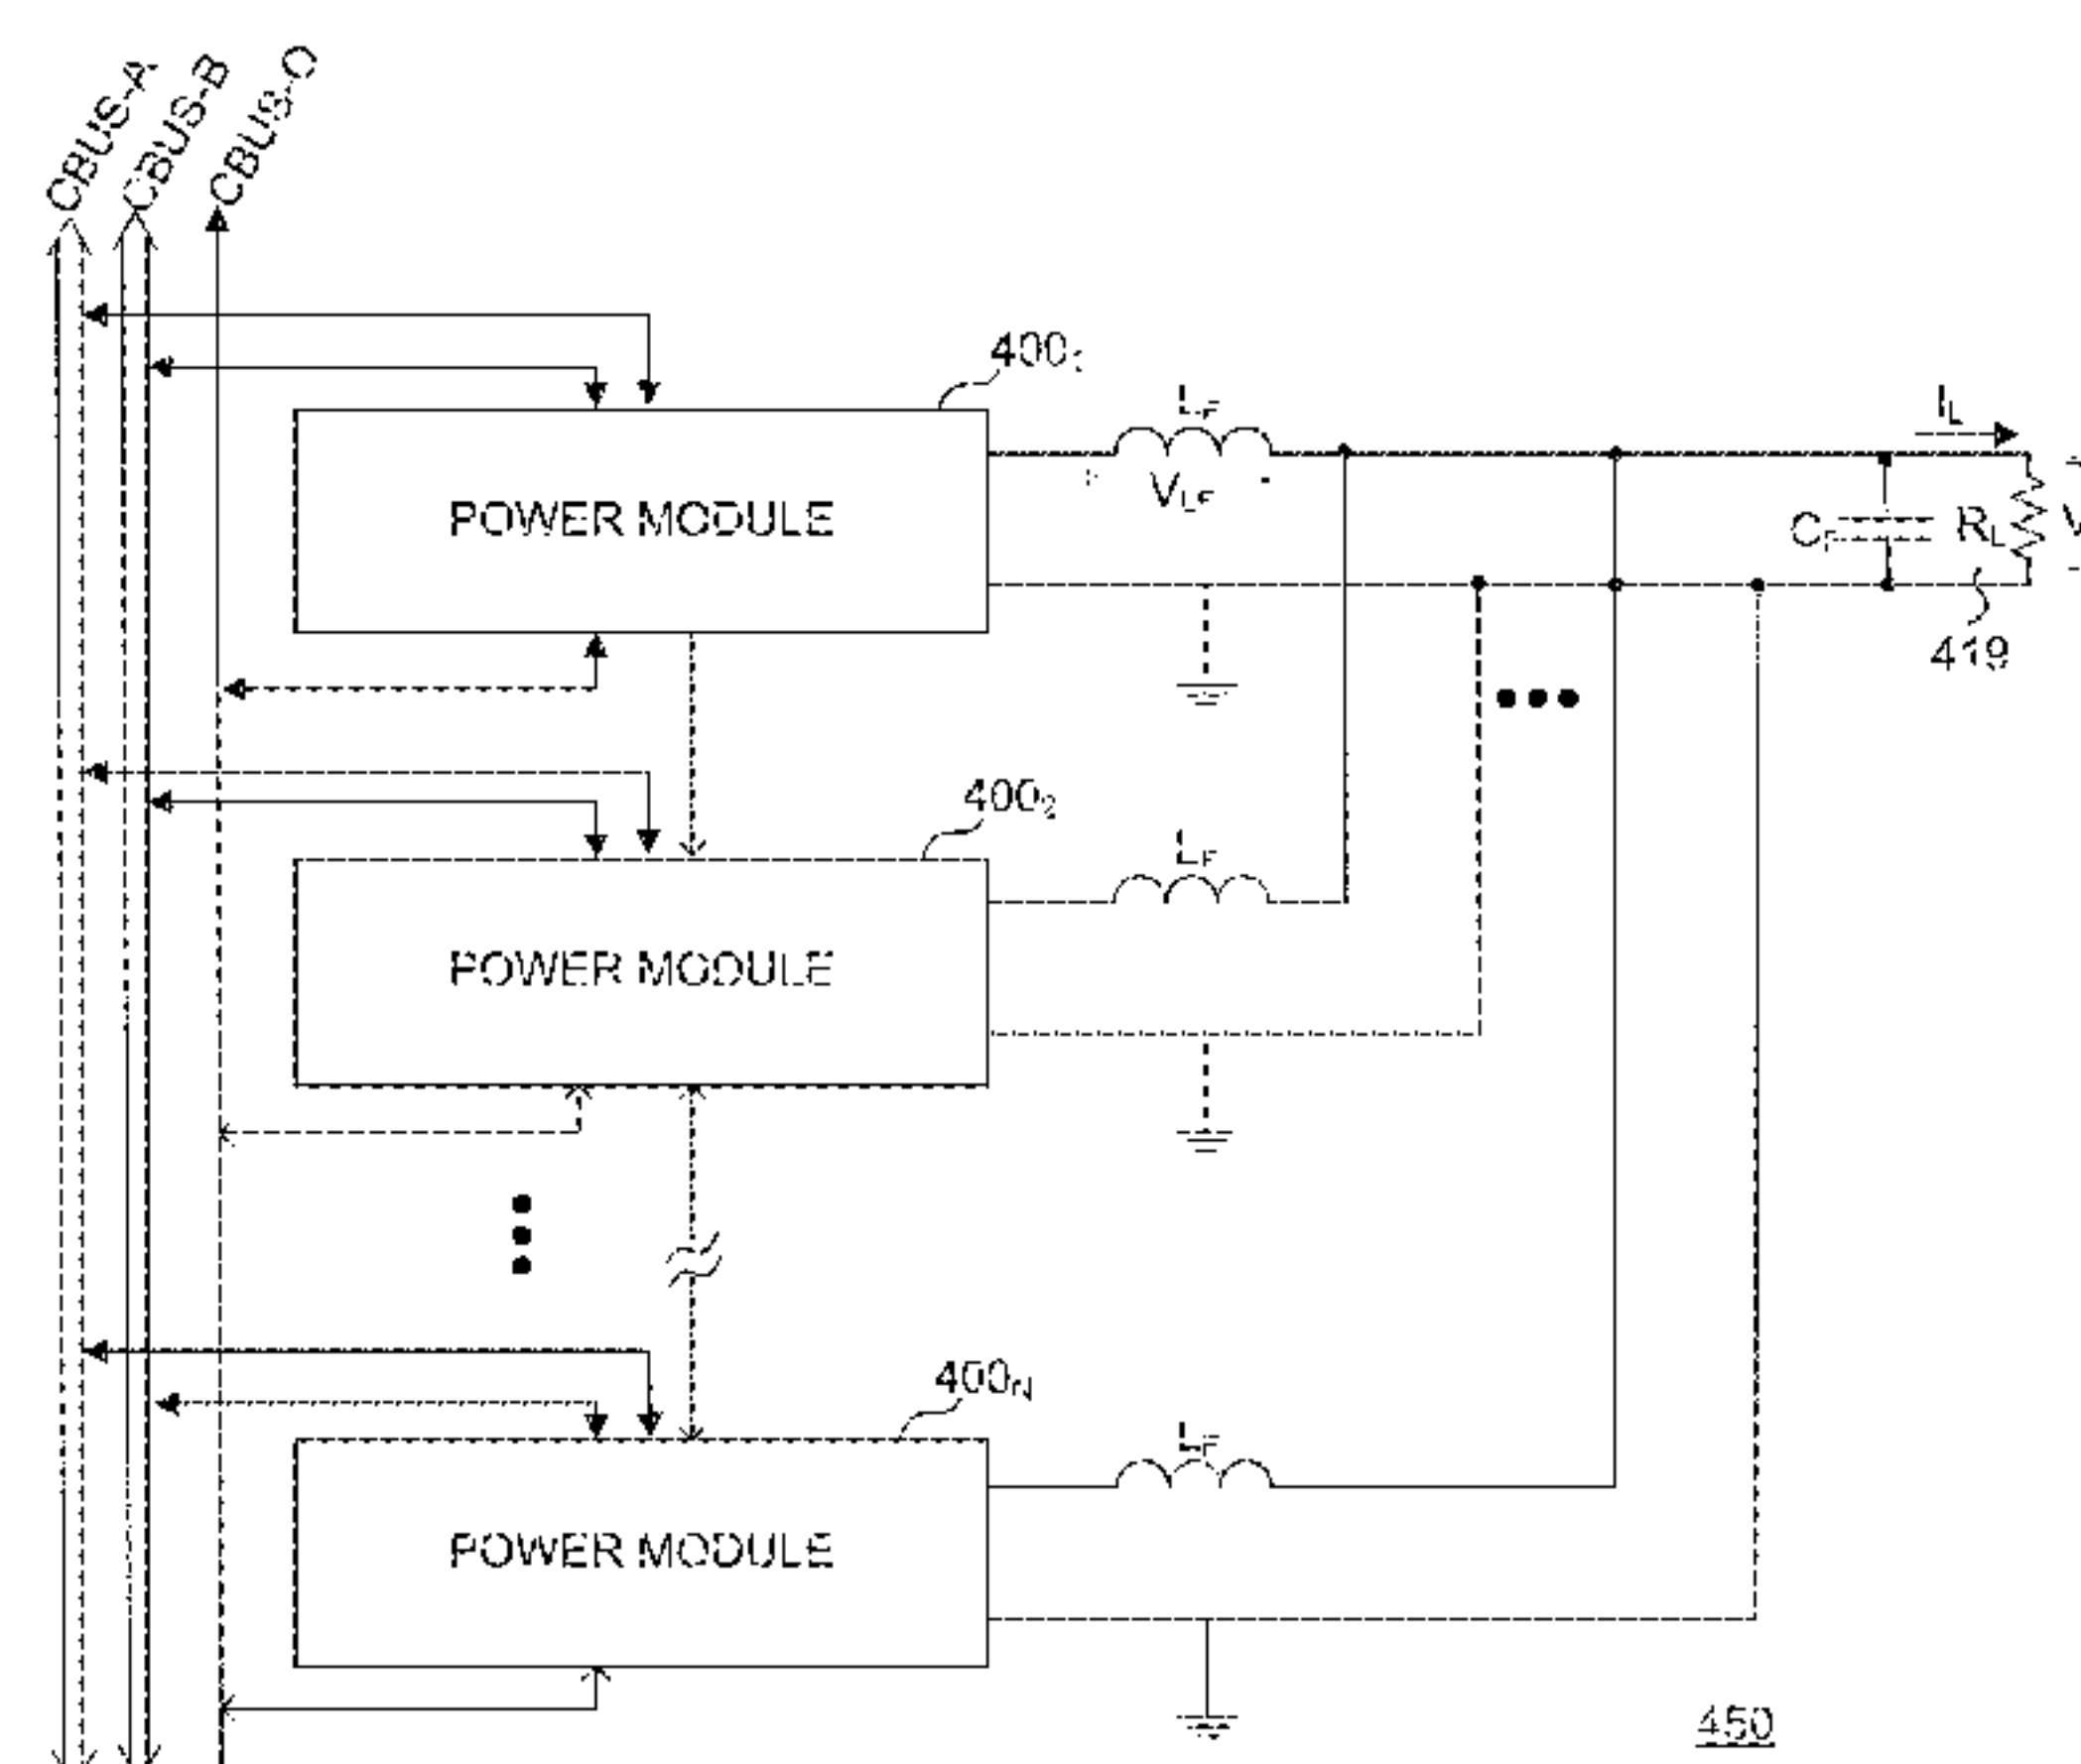 CBUS-A
CBUS-B
CBUS-O
400₁
L_F
I_L
POWER MODULE
V_LF
C_F
R_L
V
419
400₂
L_F
POWER MODULE
400_N
L_F
POWER MODULE
450